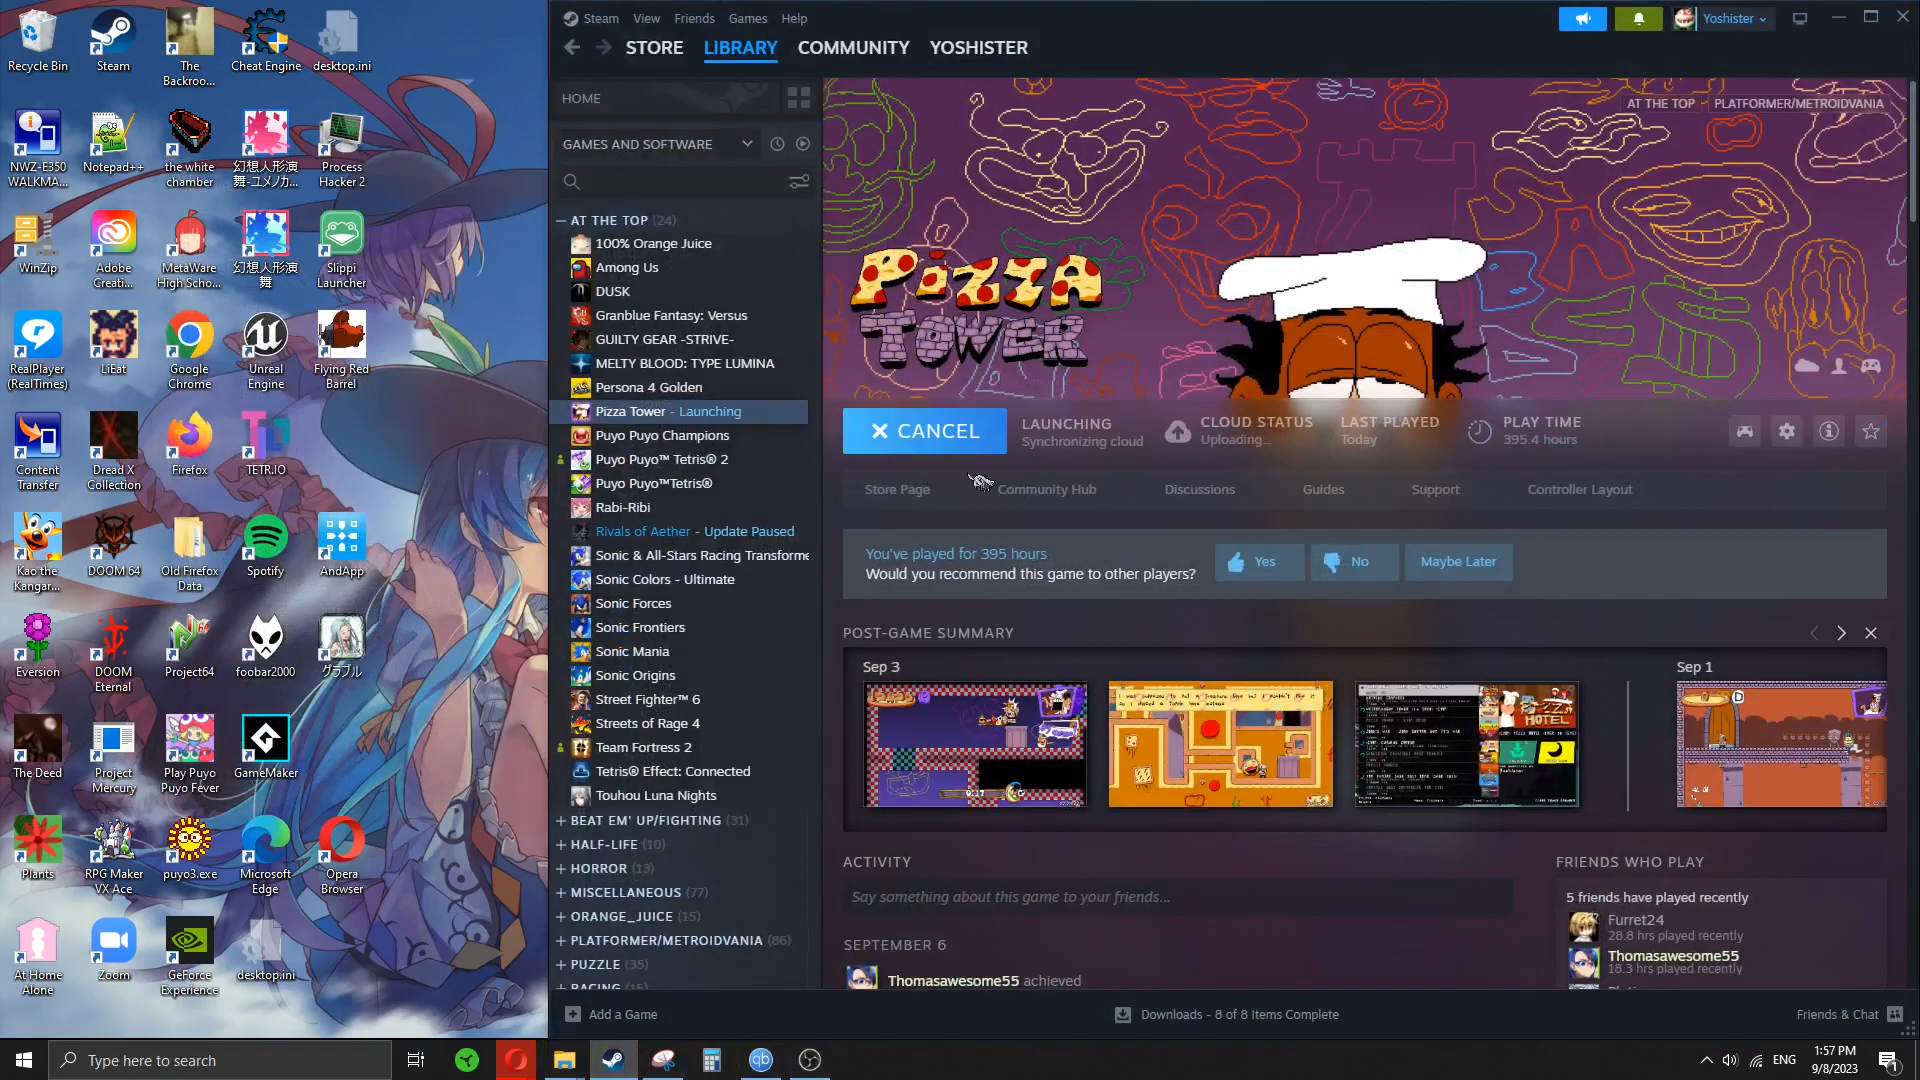 Recycle Bin
Steam
The
Backroo...
Cheat Engine
desktop.ini
NWZ-E350
WALKMA...
Notepad++
the white
chamber
幻想人形演
舞-ユメノカ...
Process
Hacker 2
WinZip
Adobe
Creati...
MetaWare
High Scho...
幻想人形演
舞
Slippi
Launcher
RealPlayer
(RealTimes)
LiEat
Google
Chrome
Unreal
Engine
Flying Red
Barrel
Content
Transfer
Dread X
Collection
Firefox
TETR.IO
Kao the
Kangar...
DOOM 64
Old Firefox
Data
Spotify
AndApp
Eversion
DOOM
Eternal
Project64
foobar2000
グラブル
The Deed
Project
Mercury
Play Puyo
Puyo Fever
GameMaker
Plants
RPG Maker
VX Ace
puyo3.exe
Microsoft
Edge
Opera
Browser
At Home
Alone
Zoom
GeForce
Experience
desktop.ini
Steam View Friends Games Help
Yoshister
STORE LIBRARY COMMUNITY YOSHISTER
HOME
GAMES AND SOFTWARE
AT THE TOP (24)
100% Orange Juice
Among Us
DUSK
Granblue Fantasy: Versus
GUILTY GEAR -STRIVE-
MELTY BLOOD: TYPE LUMINA
Persona 4 Golden
Pizza Tower - Launching
Puyo Puyo Champions
Puyo Puyo™ Tetris® 2
Puyo Puyo™Tetris®
Rabi-Ribi
Rivals of Aether - Update Paused
Sonic & All-Stars Racing Transforme
Sonic Colors - Ultimate
Sonic Forces
Sonic Frontiers
Sonic Mania
Sonic Origins
Street Fighter™ 6
Streets of Rage 4
Team Fortress 2
Tetris® Effect: Connected
Touhou Luna Nights
BEAT EM' UP/FIGHTING (31)
HALF-LIFE (10)
HORROR (13)
MISCELLANEOUS (77)
ORANGE_JUICE (15)
PLATFORMER/METROIDVANIA (86)
PUZZLE (35)
RACING (15)
AT THE TOP PLATFORMER/METROIDVANIA
PIZZA
TOWER
CANCEL
LAUNCHING
Synchronizing cloud
CLOUD STATUS
Uploading...
LAST PLAYED
Today
PLAY TIME
395.4 hours
Store Page Community Hub Discussions Guides Support Controller Layout
You've played for 395 hours
Would you recommend this game to other players?
Yes No Maybe Later
POST-GAME SUMMARY
Sep 3
Sep 1
HOTEL
ACTIVITY
Say something about this game to your friends...
SEPTEMBER 6
Thomasawesome55 achieved
FRIENDS WHO PLAY
5 friends have played recently
Furret24
28.8 hrs played recently
Thomasawesome55
18.3 hrs played recently
Add a Game
Downloads - 8 of 8 Items Complete
Friends & Chat
Type here to search
qb
ENG
1:57 PM
9/8/2023
1